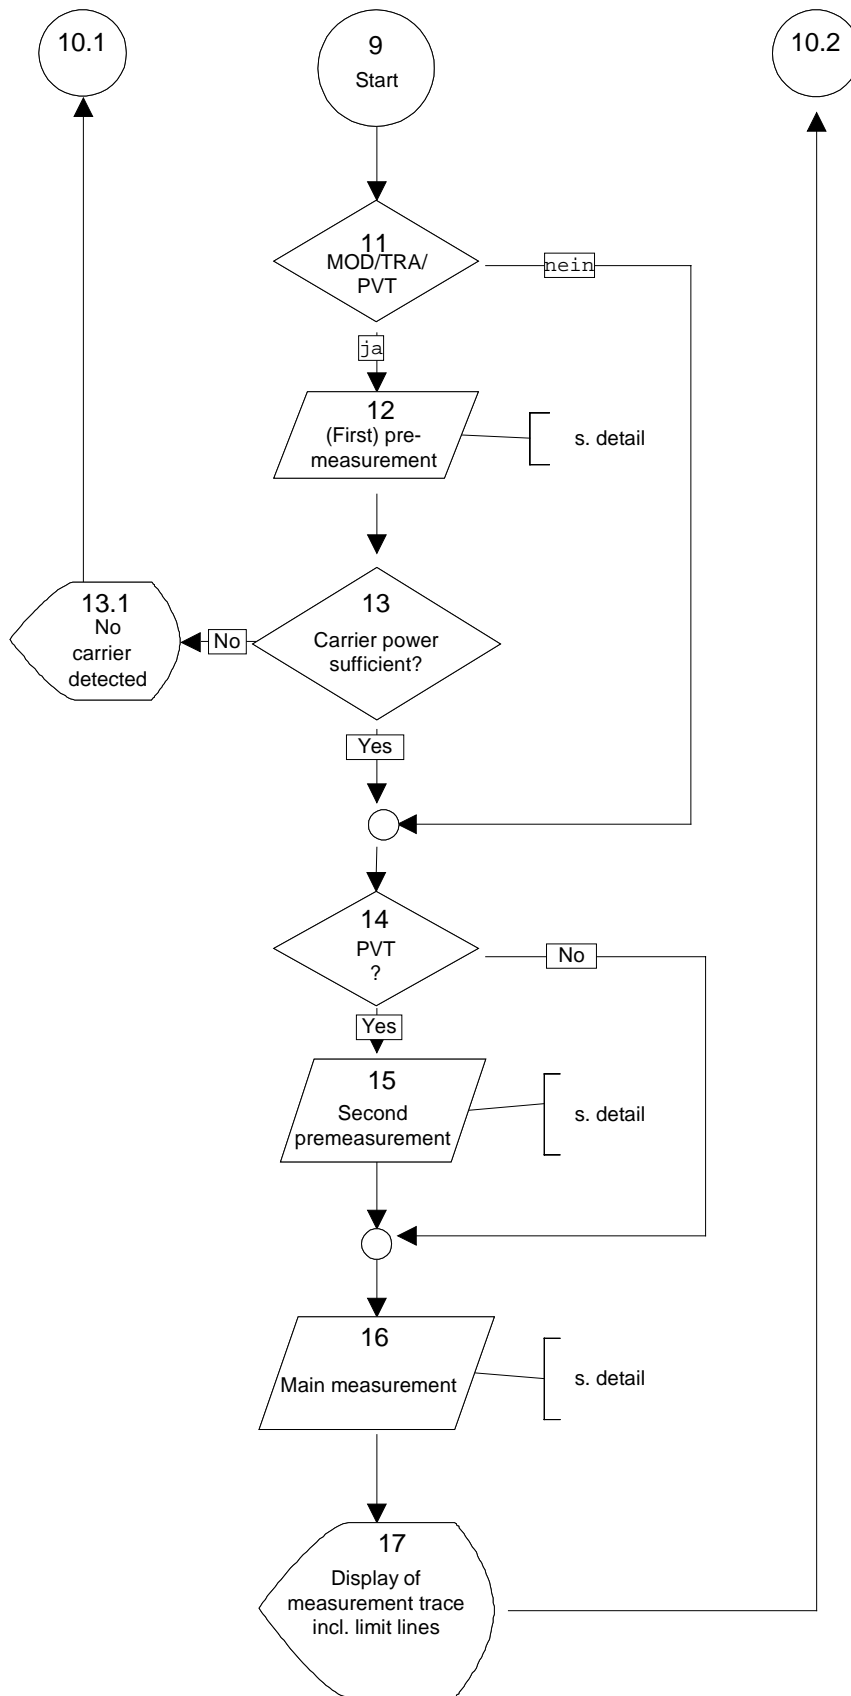 10.1
9
Start
10.2
11
MOD/TRA/
PVT
nein
ja
12
(First) pre-
measurement
s. detail
13
Carrier power
sufficient?
No
13.1
No
carrier
detected
Yes
14
PVT
?
No
Yes
15
Second
premeasurement
s. detail
16
Main measurement
s. detail
17
Display of
measurement trace
incl. limit lines